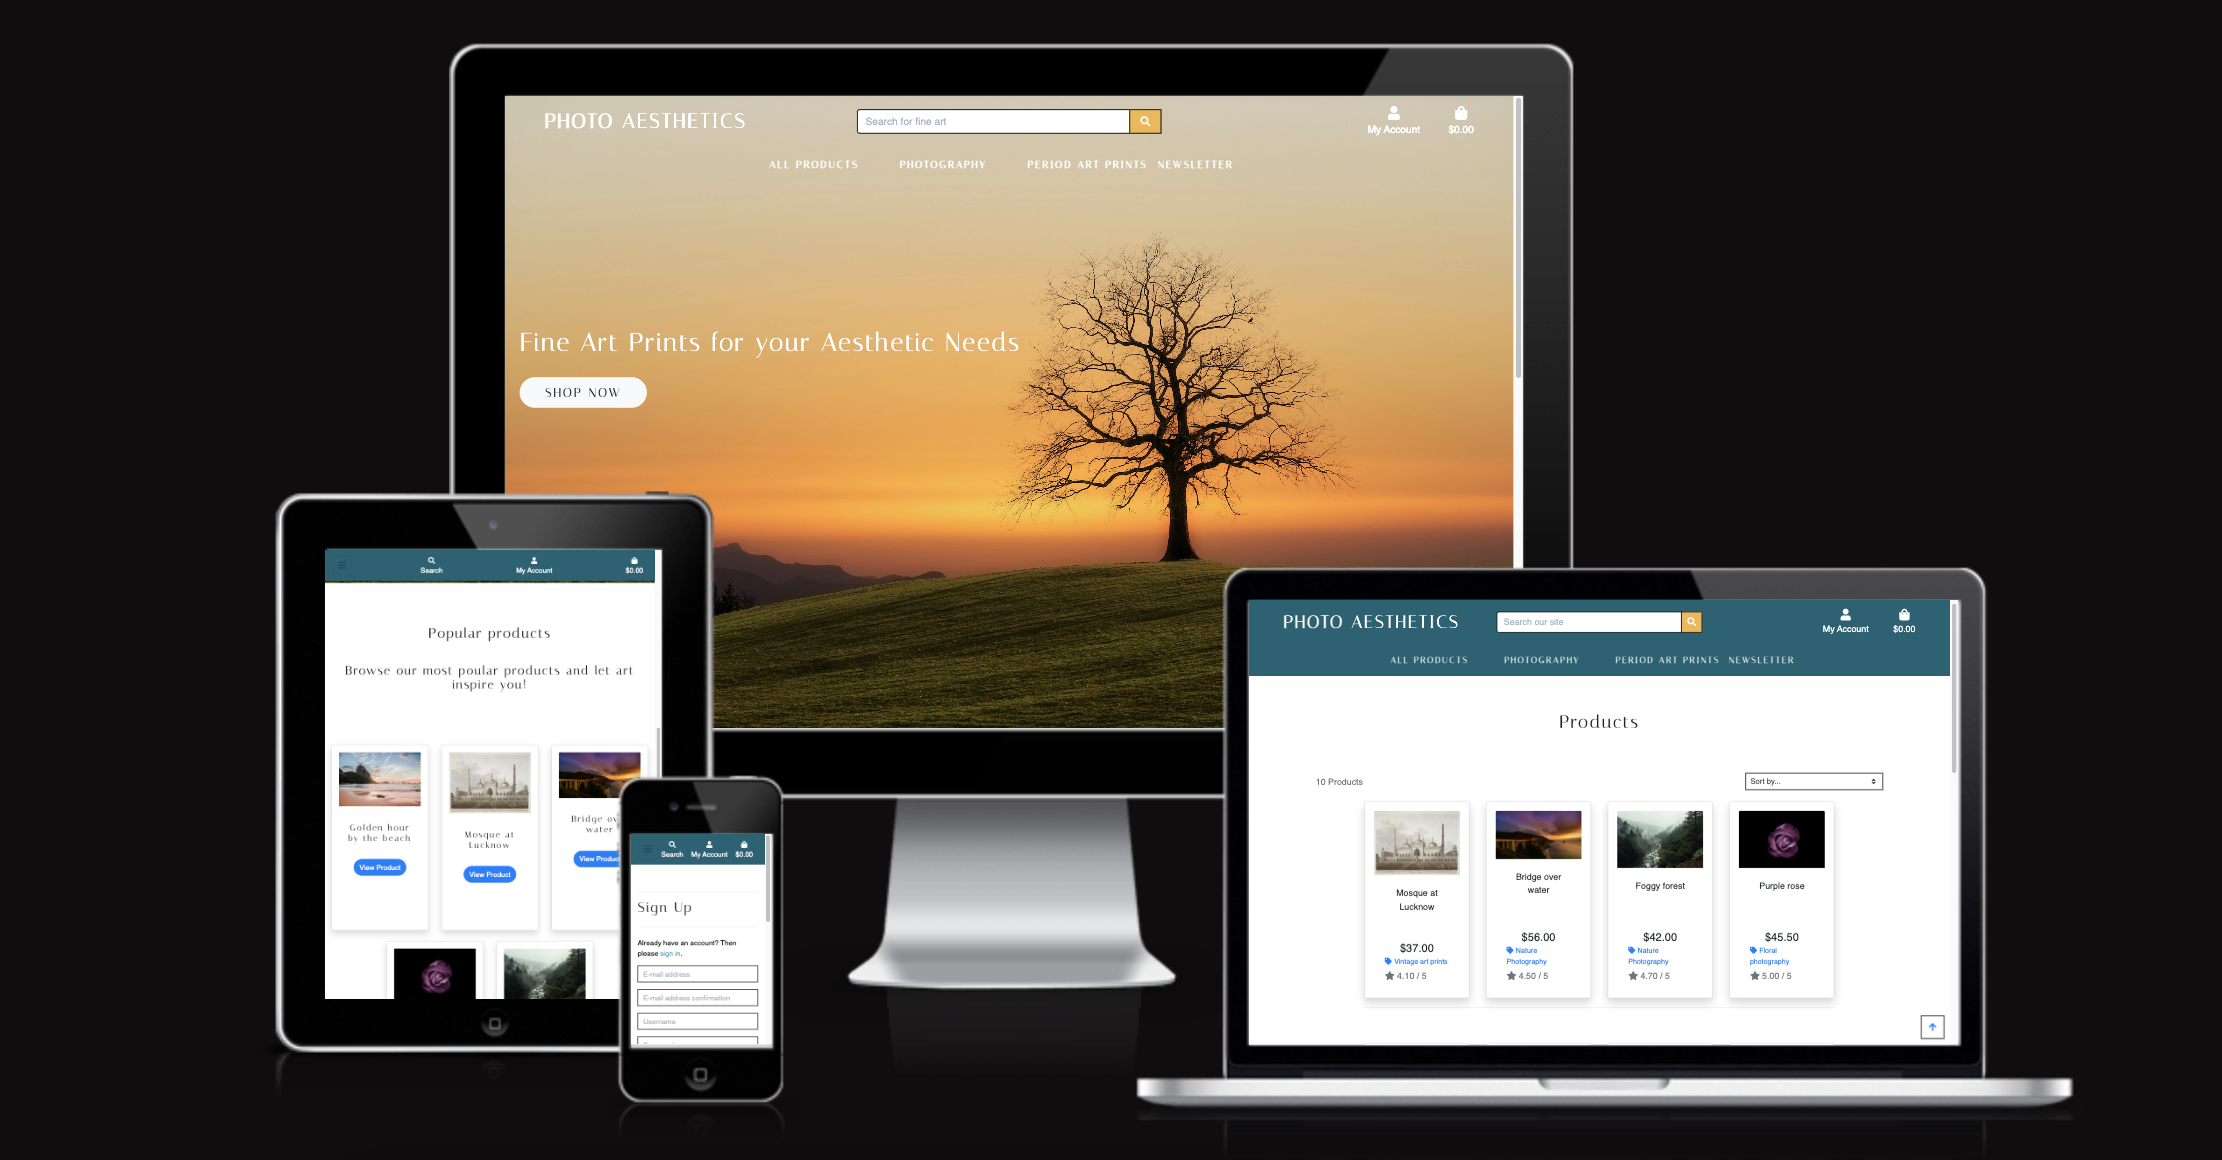 PHOTO AESTHETICS
Search for fine art
My Account
$0.00
ALL PRODUCTS PHOTOGRAPHY PERIOD ART PRINTS NEWSLETTER
Fine Art Prints for your Aesthetic Needs
SHOP NOW
Search My Account $0.00
Popular products
Browse our most poular products and let art
inspire you!
Golden hour
by the beach
View Product
Mosque at
Lucknow
View Product
Bridge ov
water
View Product
Search My Account $0.00
Sign Up
Already have an account? Then
please sign in.
E-mail address
E-mail address confirmation
Username
PHOTO AESTHETICS
Search our site
My Account
$0.00
ALL PRODUCTS PHOTOGRAPHY PERIOD ART PRINTS NEWSLETTER
Products
10 Products
Sort by...
Mosque at
Lucknow
$37.00
Vintage art prints
4.10 / 5
Bridge over
water
$56.00
Nature
Photography
4.50 / 5
Foggy forest
$42.00
Nature
Photography
4.70 / 5
Purple rose
$45.50
Floral
photography
5.00 / 5